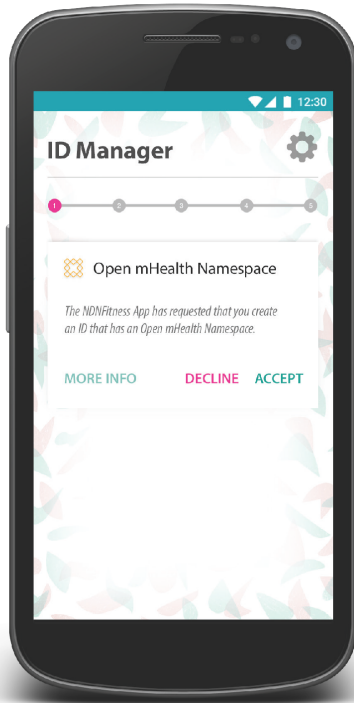 12:30
ID Manager
1 2 3 4 5
Open mHealth Namespace
The NDNFitness App has requested that you create
an ID that has an Open mHealth Namespace.
MORE INFO DECLINE ACCEPT